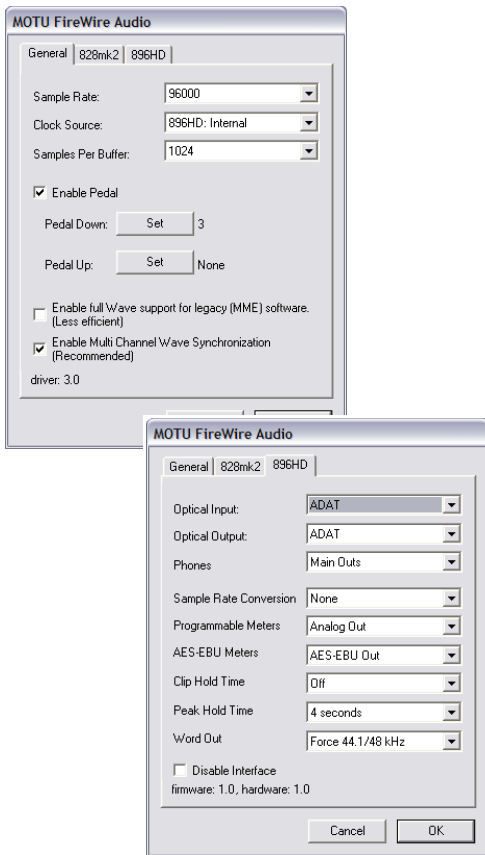 MOTU FireWire Audio
General 828mk2 896HD
Sample Rate: 96000
Clock Source: 896HD: Internal
Samples Per Buffer: 1024
Enable Pedal
Pedal Down: Set 3
Pedal Up: Set None
Enable full Wave support for legacy (MME) software.
(Less efficient)
Enable Multi Channel Wave Synchronization
(Recommended)
driver: 3.0
MOTU FireWire Audio
General 828mk2 896HD
Optical Input: ADAT
Optical Output: ADAT
Phones Main Outs
Sample Rate Conversion None
Programmable Meters Analog Out
AES-EBU Meters AES-EBU Out
Clip Hold Time Off
Peak Hold Time 4 seconds
Word Out Force 44.1/48 kHz
Disable Interface
firmware: 1.0, hardware: 1.0
Cancel OK